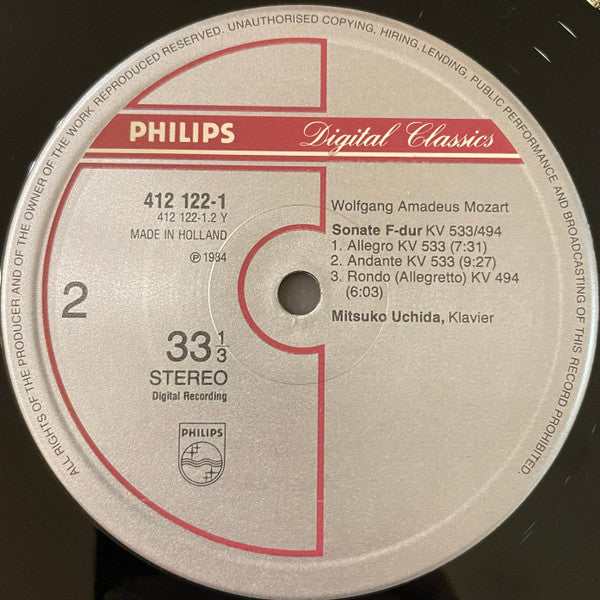 ALL RIGHTS OF THE PRODUCER AND OF THE OWNER OF THE WORK REPRODUCED RESERVED. UNAUTHORISED COPYING, HIRING, LENDING, PUBLIC PERFORMANCE AND BROADCASTING OF THIS RECORD PROHIBITED.
PHILIPS Digital Classics
412 122-1
412 122-1.2 Y
MADE IN HOLLAND
℗ 1984
2
33 1/3
STEREO
Digital Recording
PHILIPS
Wolfgang Amadeus Mozart
Sonate F-dur KV 533/494
1. Allegro KV 533 (7:31)
2. Andante KV 533 (9:27)
3. Rondo (Allegretto) KV 494
(6:03)
Mitsuko Uchida, Klavier